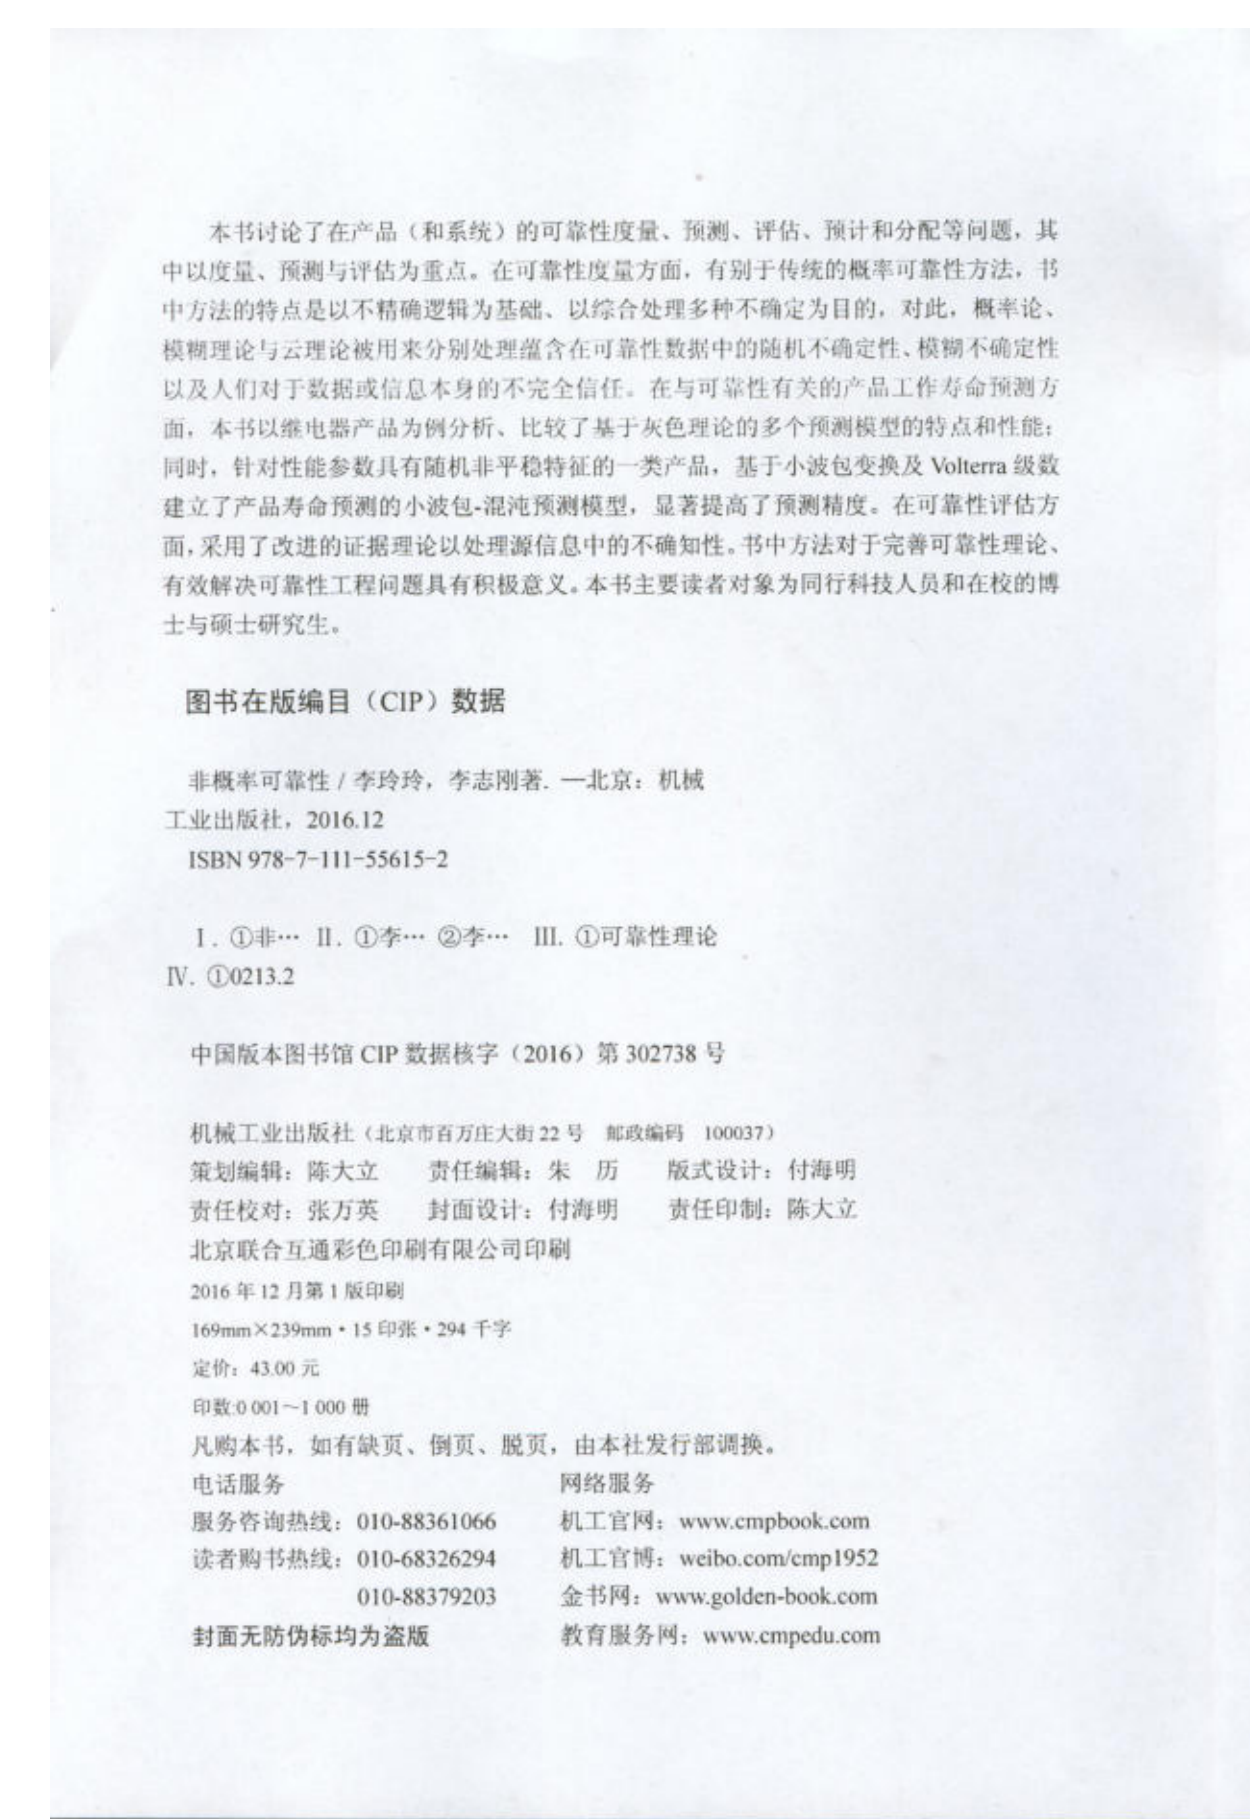 本书讨论了在产品（和系统）的可靠性度量、预测、评估、预计和分配等问题，其
中以度量、预测与评估为重点。在可靠性度量方面，有别于传统的概率可靠性方法，书
中方法的特点是以不精确逻辑为基础、以综合处理多种不确定为目的，对此，概率论、
模糊理论与云理论被用来分别处理蕴含在可靠性数据中的随机不确定性、模糊不确定性
以及人们对于数据或信息本身的不完全信任。在与可靠性有关的产品工作寿命预测方
面，本书以继电器产品为例分析、比较了基于灰色理论的多个预测模型的特点和性能；
同时，针对性能参数具有随机非平稳特征的一类产品，基于小波包变换及 Volterra 级数
建立了产品寿命预测的小波包-混沌预测模型，显著提高了预测精度。在可靠性评估方
面，采用了改进的证据理论以处理源信息中的不确知性。书中方法对于完善可靠性理论、
有效解决可靠性工程问题具有积极意义。本书主要读者对象为同行科技人员和在校的博
士与硕士研究生。
图书在版编目（CIP）数据
非概率可靠性 / 李玲玲，李志刚著. —北京：机械
工业出版社，2016.12
ISBN 978-7-111-55615-2
Ⅰ. ①非… Ⅱ. ①李… ②李… Ⅲ. ①可靠性理论
Ⅳ. ①0213.2
中国版本图书馆 CIP 数据核字（2016）第 302738 号
机械工业出版社（北京市百万庄大街 22 号 邮政编码 100037）
策划编辑：陈大立 责任编辑：朱 历 版式设计：付海明
责任校对：张万英 封面设计：付海明 责任印制：陈大立
北京联合互通彩色印刷有限公司印刷
2016 年 12 月第 1 版印刷
169mm×239mm・15 印张・294 千字
定价：43.00 元
印数:0 001～1 000 册
凡购本书，如有缺页、倒页、脱页，由本社发行部调换。
电话服务 网络服务
服务咨询热线：010-88361066 机工官网：www.cmpbook.com
读者购书热线：010-68326294 机工官博：weibo.com/cmp1952
010-88379203 金书网：www.golden-book.com
封面无防伪标均为盗版 教育服务网：www.cmpedu.com